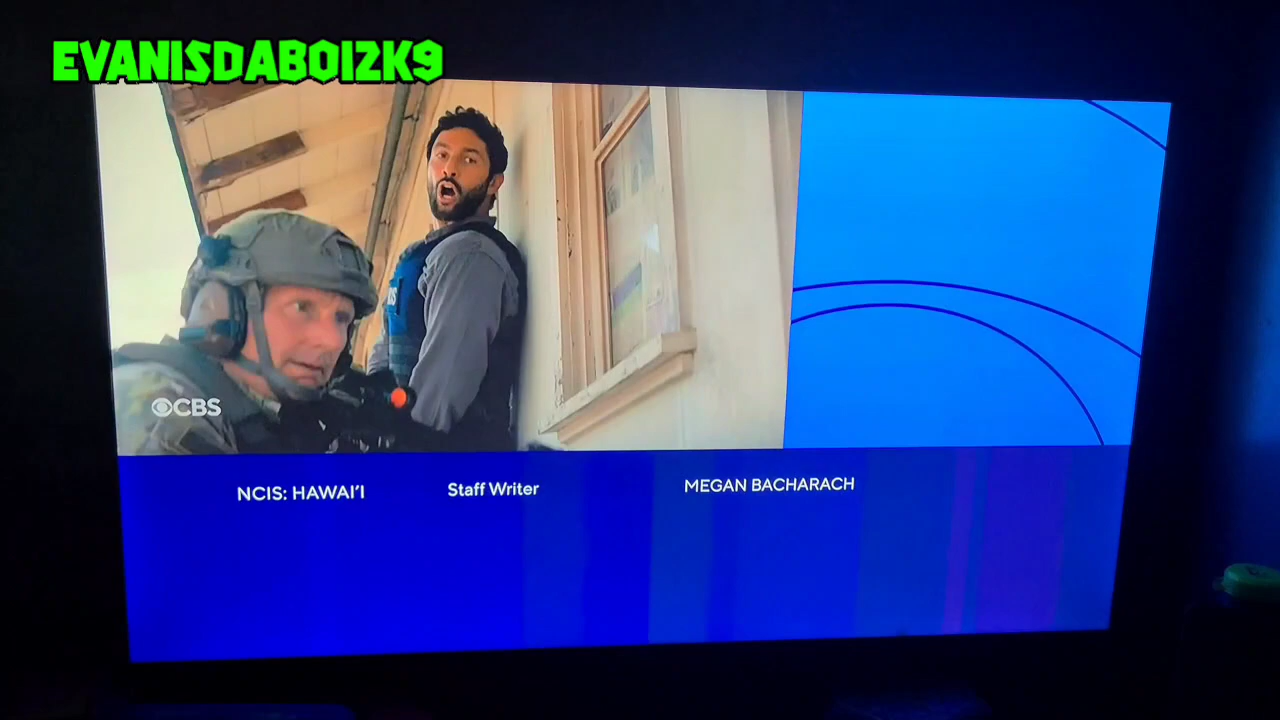 EVANISDABOIZK9
CBS
NCIS: HAWAI'I Staff Writer MEGAN BACHARACH